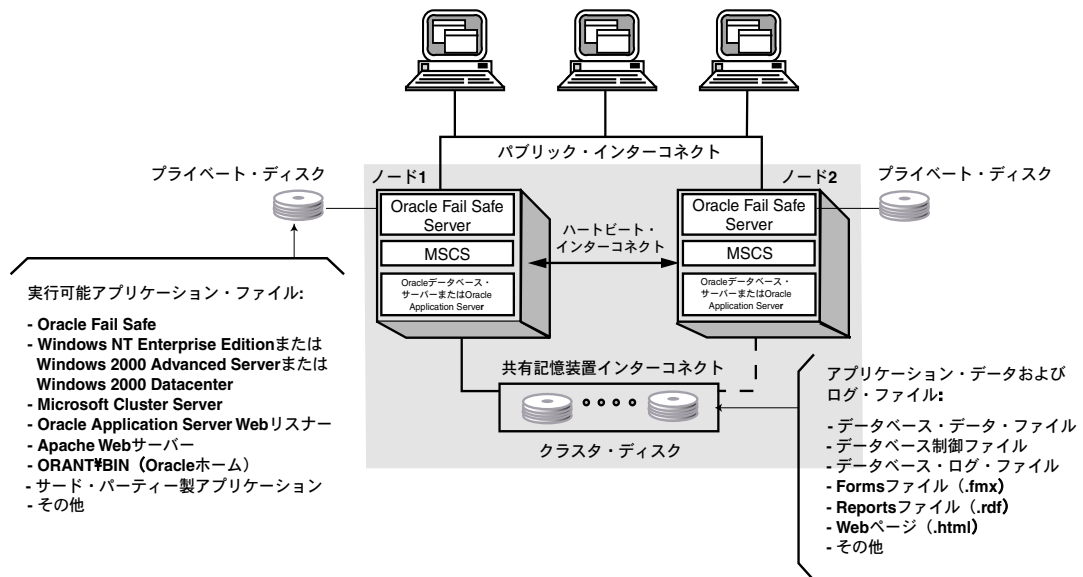 パブリック・インターコネクト
プライベート・ディスク
ノード1
ノード2
プライベート・ディスク
Oracle Fail Safe
Server
MSCS
Oracleデータベース・
サーバーまたはOracle
Application Server
ハートビート・
インターコネクト
Oracle Fail Safe
Server
MSCS
Oracleデータベース・
サーバーまたはOracle
Application Server
実行可能アプリケーション・ファイル:
- Oracle Fail Safe
- Windows NT Enterprise Editionまたは
Windows 2000 Advanced Serverまたは
Windows 2000 Datacenter
- Microsoft Cluster Server
- Oracle Application Server Webリスナー
- Apache Webサーバー
- ORANT¥BIN（Oracleホーム）
- サード・パーティー製アプリケーション
- その他
共有記憶装置インターコネクト
クラスタ・ディスク
アプリケーション・データおよび
ログ・ファイル:
- データベース・データ・ファイル
- データベース制御ファイル
- データベース・ログ・ファイル
- Formsファイル（.fmx）
- Reportsファイル（.rdf）
- Webページ（.html）
- その他